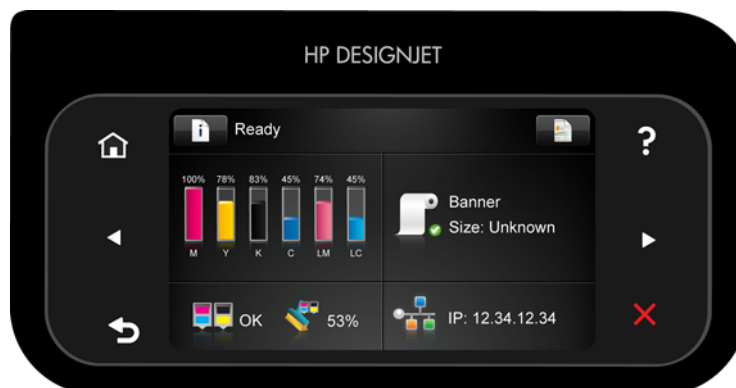 HP DESIGNJET
i Ready
?
100% 78% 83% 45% 74% 45%
M Y K C LM LC
Banner
Size: Unknown
OK 53%
IP: 12.34.12.34